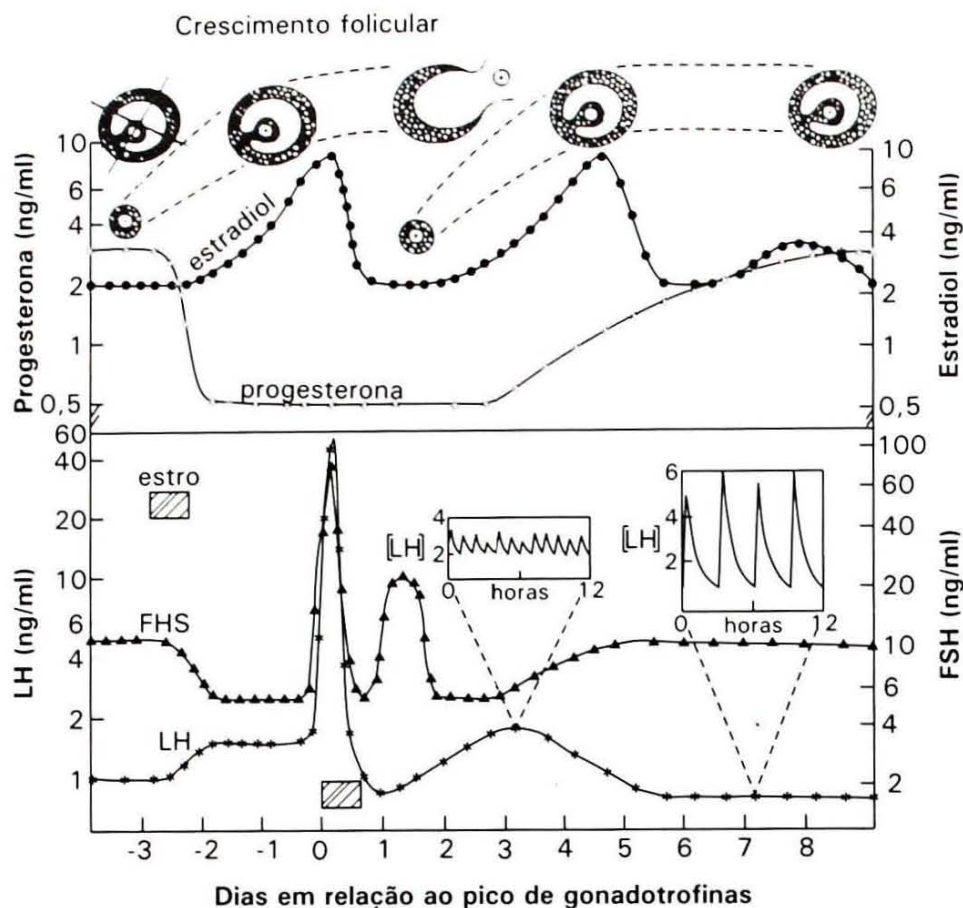 Crescimento folicular
Progesterona (ng/ml)
10
6
4
2
1
0,5
estradiol
progesterona
Estradiol (ng/ml)
10
6
4
2
1
0,5
LH (ng/ml)
60
40
20
10
6
4
2
1
estro
FHS
LH
[LH]
4
2
0
horas
12
[LH]
6
4
2
0
horas
12
FSH (ng/ml)
100
60
40
20
10
6
4
2
-3 -2 -1 0 1 2 3 4 5 6 7 8
Dias em relação ao pico de gonadotrofinas